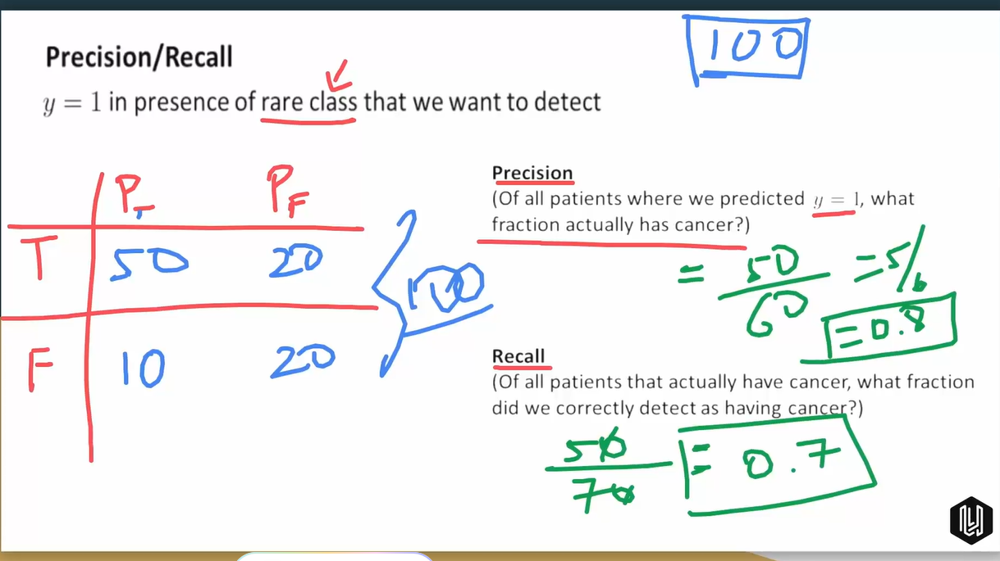 100
Precision/Recall
y = 1 in presence of rare class that we want to detect
P_T P_F
T 50 20
F 10 20
100
Precision
(Of all patients where we predicted y = 1, what
fraction actually has cancer?)
= 50/60 = 5/6
= 0.8
Recall
(Of all patients that actually have cancer, what fraction
did we correctly detect as having cancer?)
50/70 = 0.7